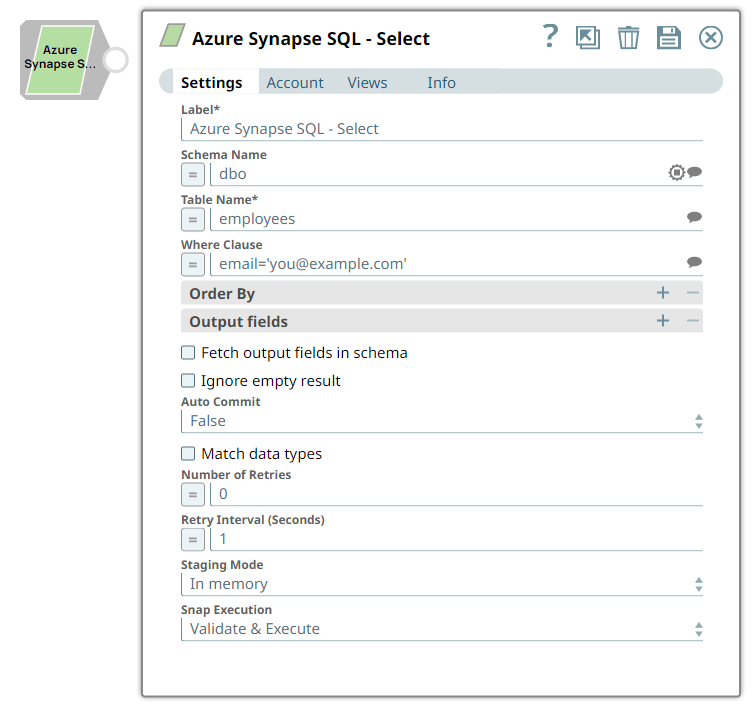 Azure
Synapse S...
Azure Synapse SQL - Select
?
Settings Account Views Info
Label*
Azure Synapse SQL - Select
Schema Name
= dbo
Table Name*
= employees
Where Clause
= email='you@example.com'
Order By + −
Output fields + −
Fetch output fields in schema
Ignore empty result
Auto Commit
False
Match data types
Number of Retries
= 0
Retry Interval (Seconds)
= 1
Staging Mode
In memory
Snap Execution
Validate & Execute